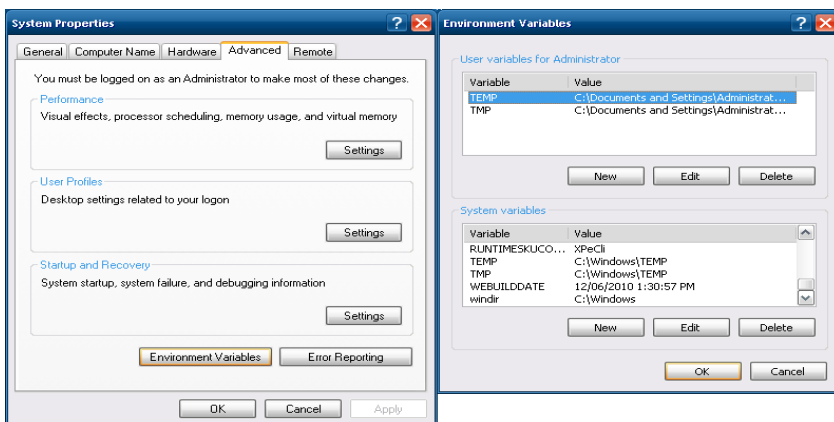 System Properties
General Computer Name Hardware Advanced Remote
You must be logged on as an Administrator to make most of these changes.
Performance
Visual effects, processor scheduling, memory usage, and virtual memory
Settings
User Profiles
Desktop settings related to your logon
Settings
Startup and Recovery
System startup, system failure, and debugging information
Settings
Environment Variables Error Reporting
OK Cancel Apply
Environment Variables
User variables for Administrator
Variable Value
TEMP C:\Documents and Settings\Administrat...
TMP C:\Documents and Settings\Administrat...
New Edit Delete
System variables
Variable Value
RUNTIMESKUCO... XPeCli
TEMP C:\Windows\TEMP
TMP C:\Windows\TEMP
WEBUILDDATE 12/06/2010 1:30:57 PM
windir C:\Windows
New Edit Delete
OK Cancel